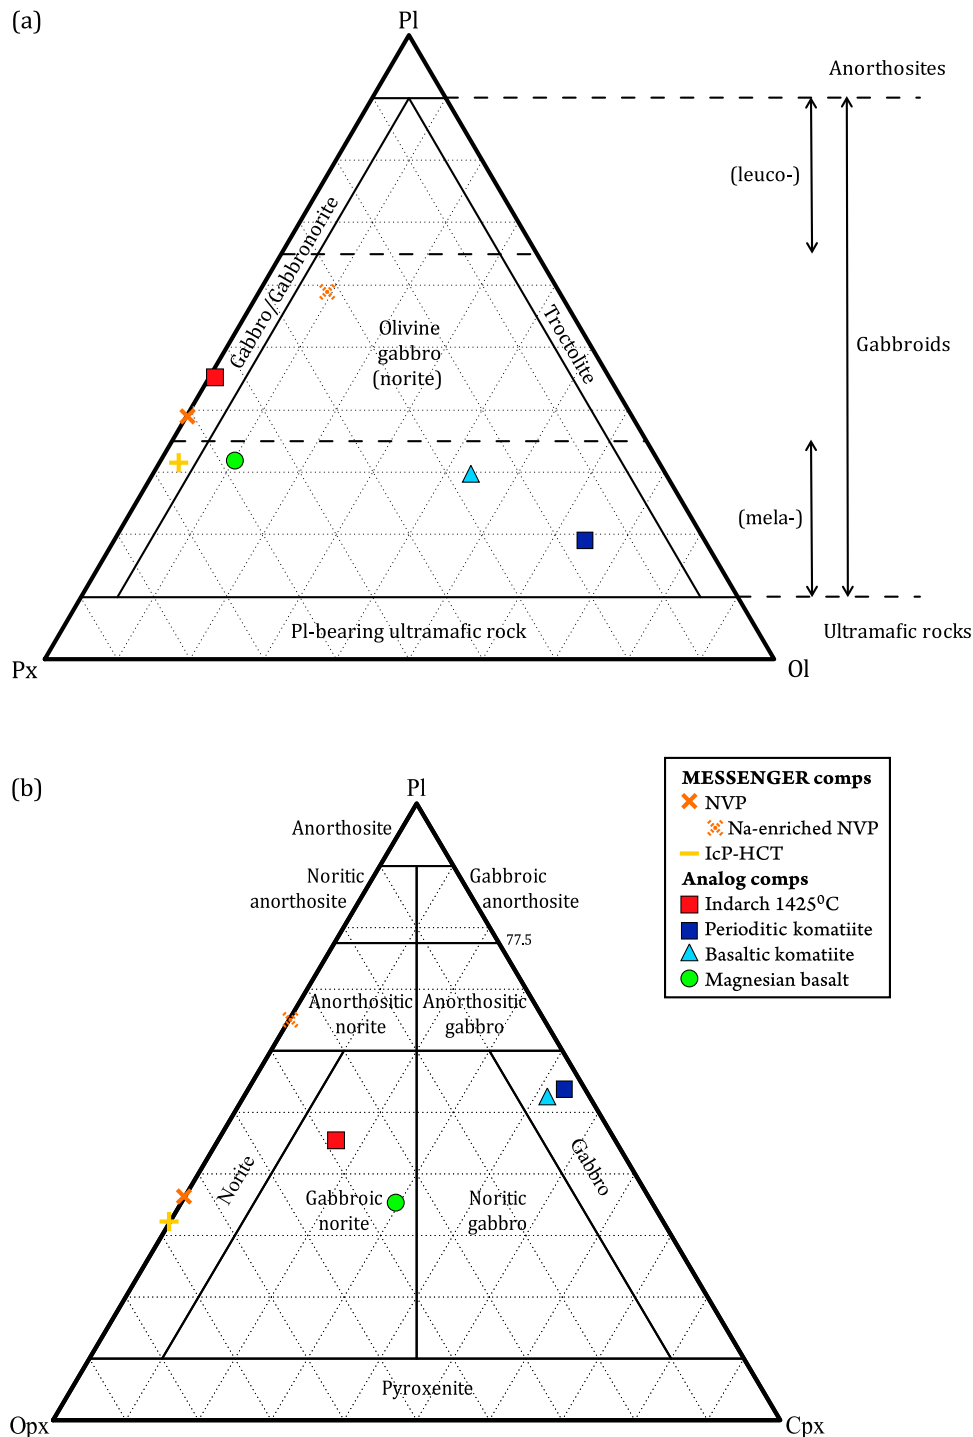 (a)
Pl
Anorthosites
(leuco-)
Gabbro/Gabbronorite
Troctolite
Olivine
gabbro
(norite)
Gabbroids
(mela-)
Pl-bearing ultramafic rock
Ultramafic rocks
Px
Ol
(b)
Pl
Anorthosite
Noritic
anorthosite
Gabbroic
anorthosite
77.5
Anorthositic
norite
Anorthositic
gabbro
Norite
Gabbro
Gabbroic
norite
Noritic
gabbro
Pyroxenite
Opx
Cpx
MESSENGER comps
NVP
Na-enriched NVP
IcP-HCT
Analog comps
Indarch 1425⁰C
Perioditic komatiite
Basaltic komatiite
Magnesian basalt